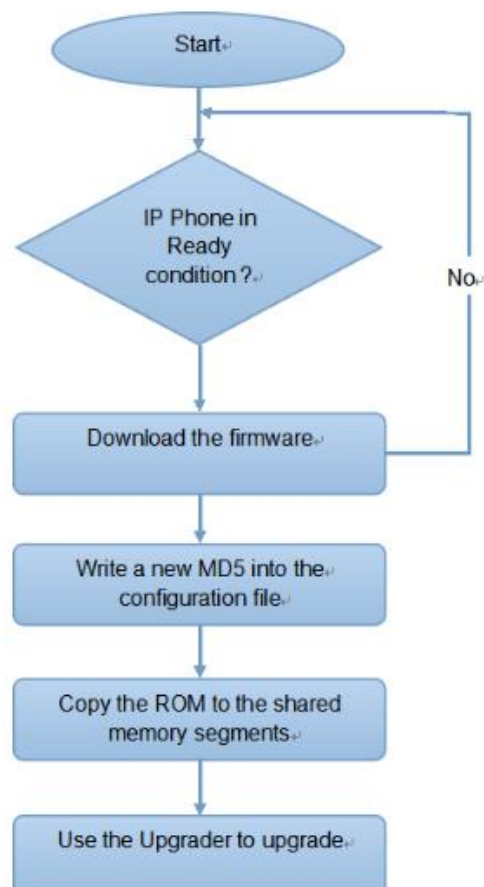 Start
IP Phone in
Ready
condition ?
No
Download the firmware
Write a new MD5 into the
configuration file
Copy the ROM to the shared
memory segments
Use the Upgrader to upgrade